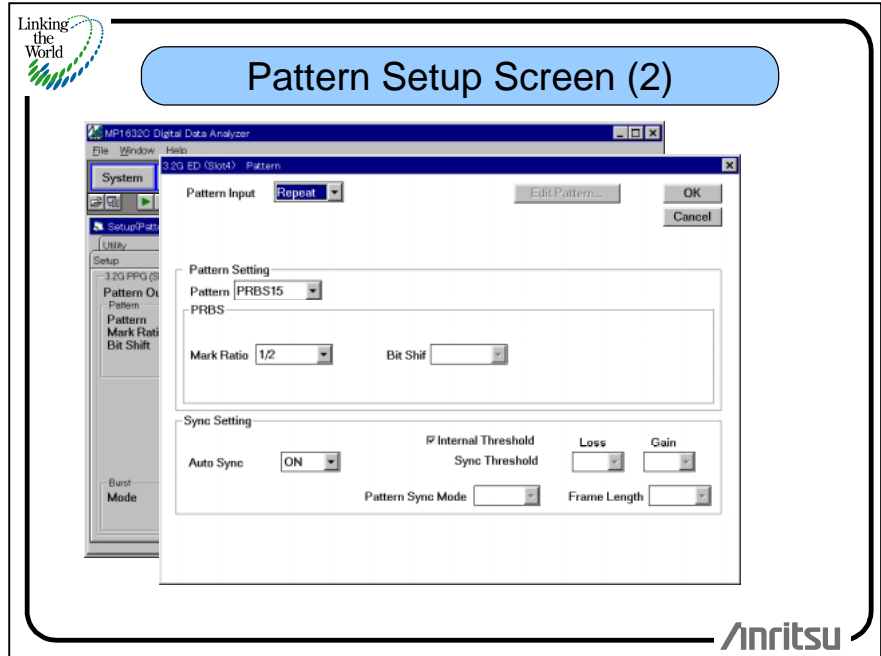 Linking
the
World
Pattern Setup Screen (2)
MP1632C Digital Data Analyzer
File Window Help
3.2G ED (Slot4) Pattern
System
Pattern Input Repeat Edit Pattern... OK
Cancel
Setup(Patt
Utility
Setup
3.2G PPG (S
Pattern Ou
Pattern
Pattern
Mark Rati
Bit Shift
Burst
Mode
Pattern Setting
Pattern PRBS15
PRBS
Mark Ratio 1/2 Bit Shif
Sync Setting
Internal Threshold Loss Gain
Auto Sync ON Sync Threshold
Pattern Sync Mode Frame Length
Anritsu